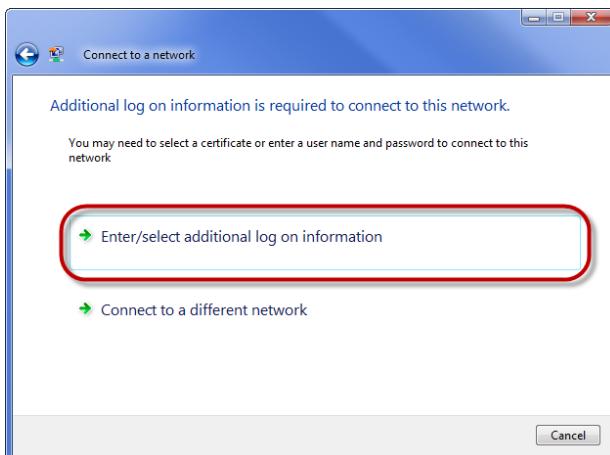 Connect to a network
Additional log on information is required to connect to this network.
You may need to select a certificate or enter a user name and password to connect to this
network
Enter/select additional log on information
Connect to a different network
Cancel